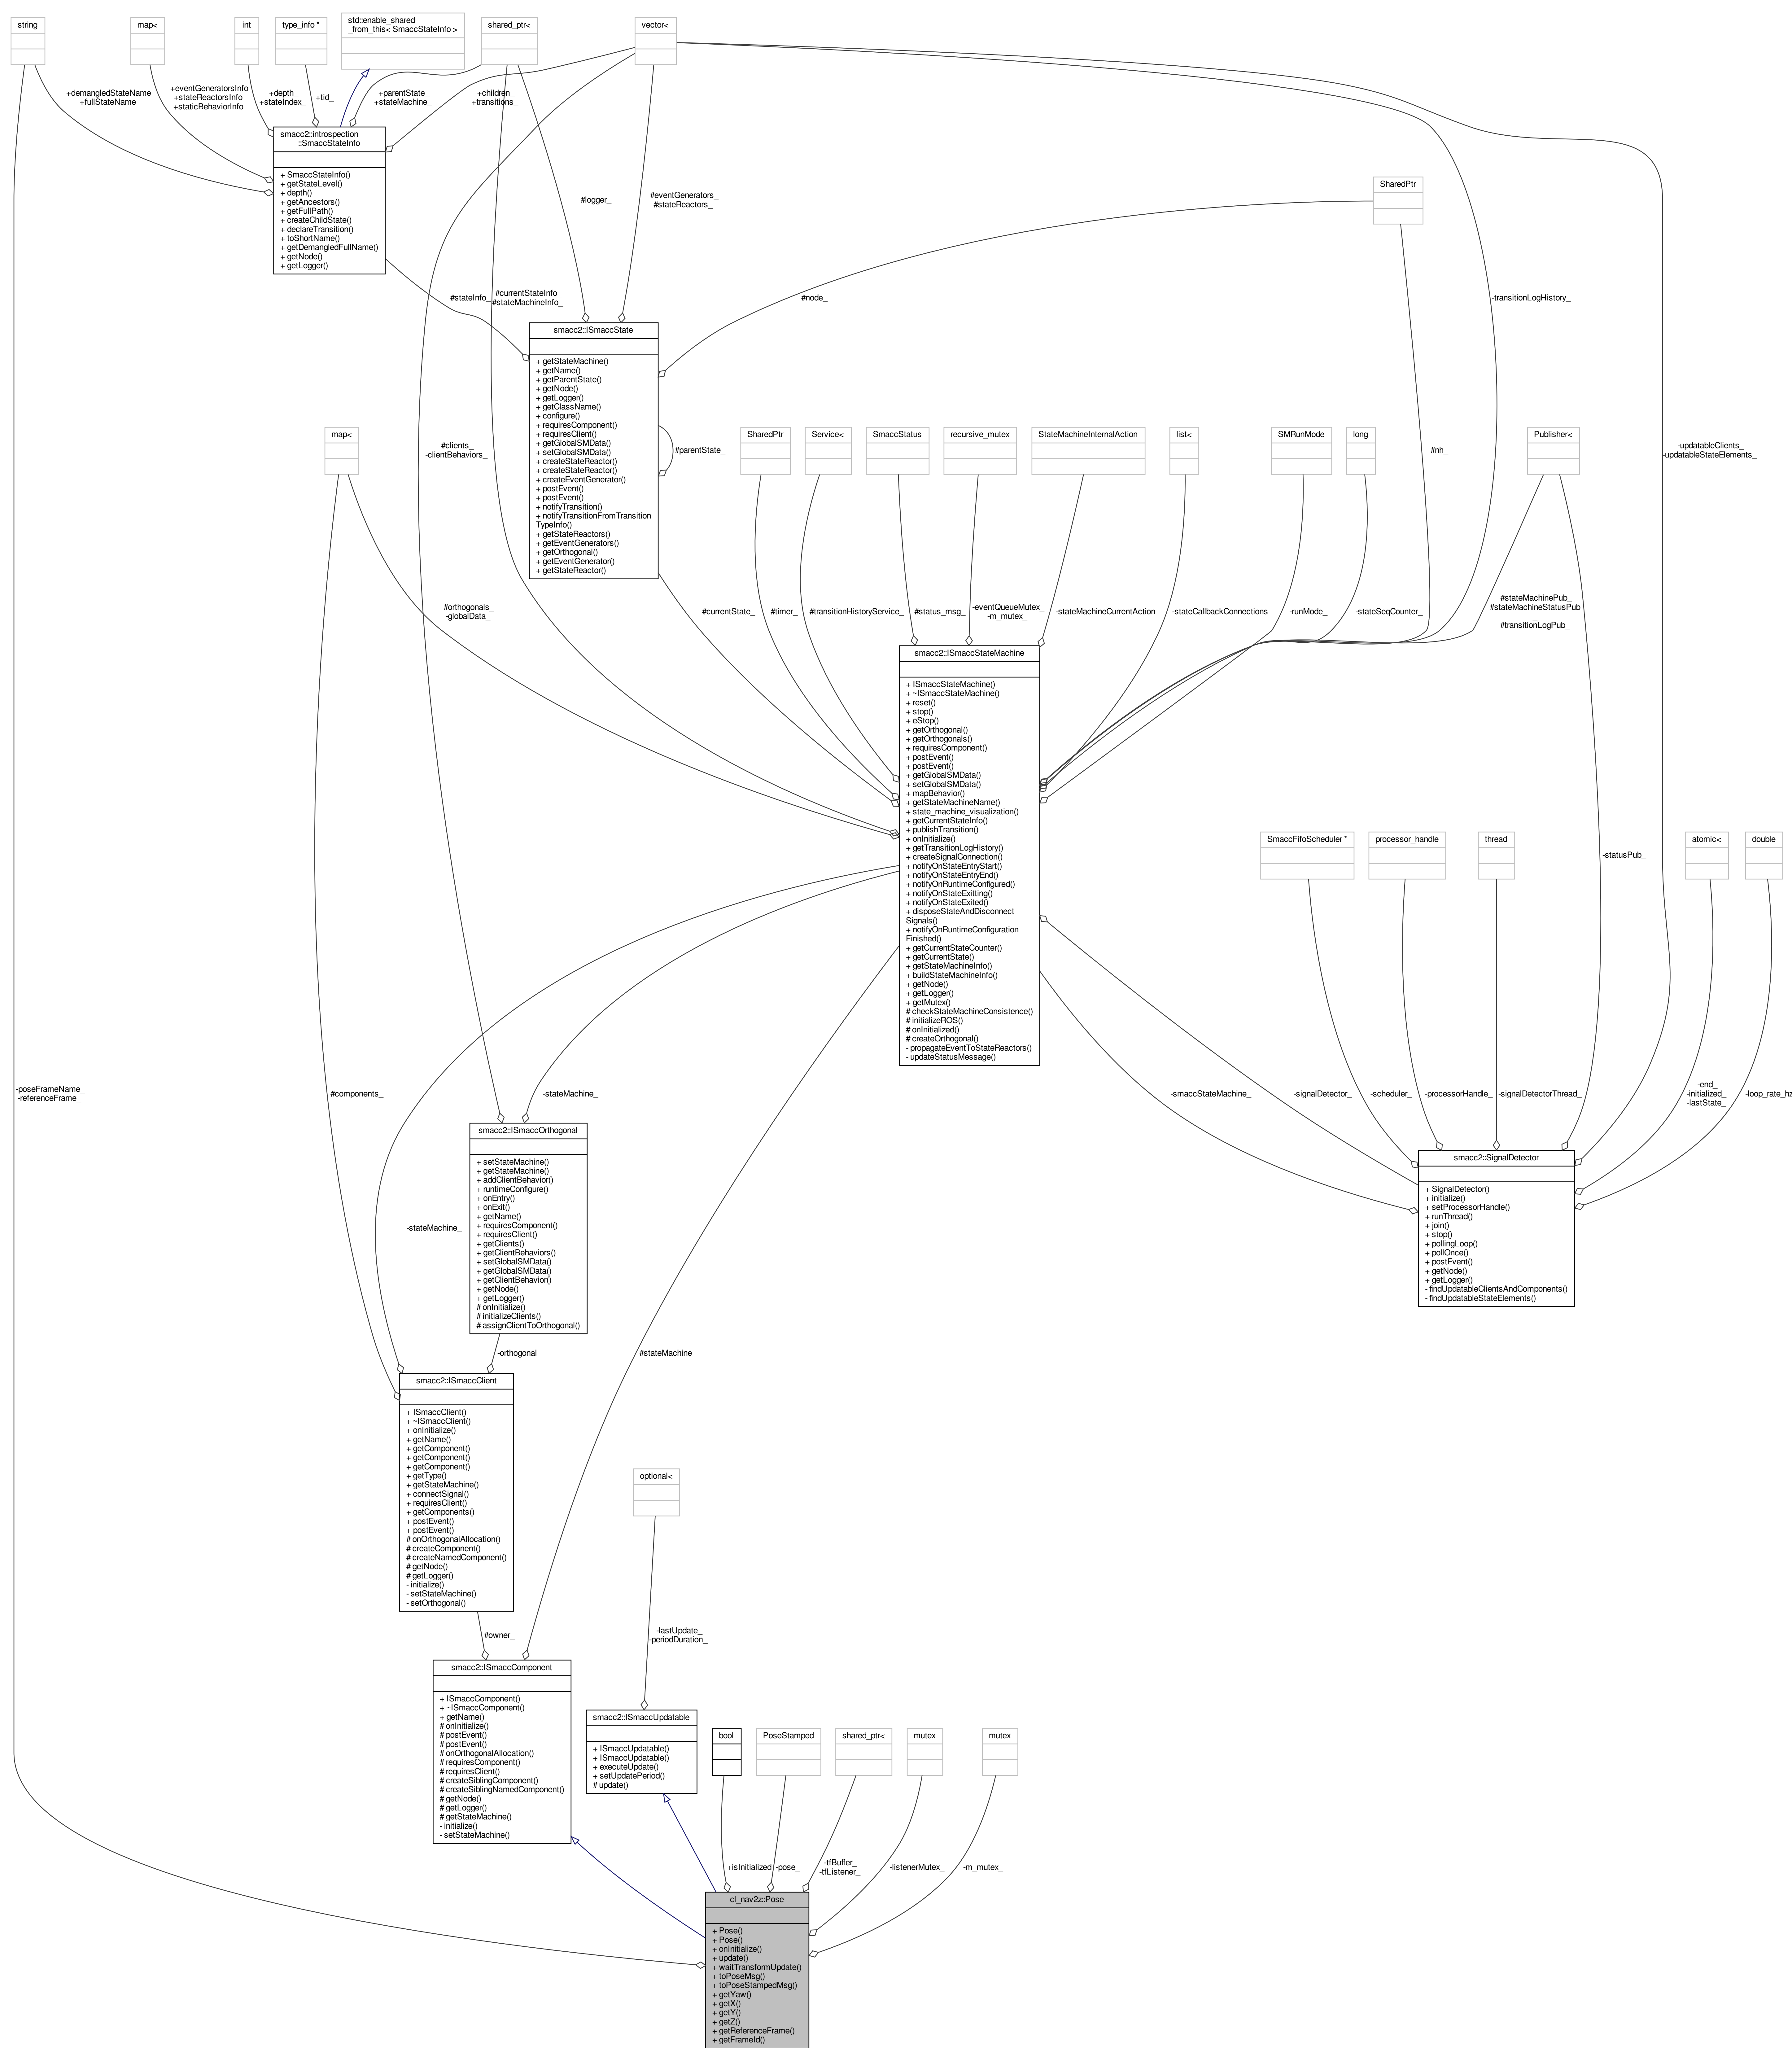 string
map<
int
type_info *
std::enable_shared
_from_this< SmaccStateInfo >
shared_ptr<
vector<
+demangledStateName
+fullStateName
+eventGeneratorsInfo
+stateReactorsInfo
+staticBehaviorInfo
+depth_
+stateIndex_
+tid_
+parentState_
+stateMachine_
+children_
+transitions_
smacc2::introspection
::SmaccStateInfo
+ SmaccStateInfo()
+ getStateLevel()
+ depth()
+ getAncestors()
+ getFullPath()
+ createChildState()
+ declareTransition()
+ toShortName()
+ getDemangledFullName()
+ getNode()
+ getLogger()
#logger_
#eventGenerators_
#stateReactors_
SharedPtr
#stateInfo_
#currentStateInfo_
#stateMachineInfo_
#node_
-transitionLogHistory_
smacc2::ISmaccState
+ getStateMachine()
+ getName()
+ getParentState()
+ getNode()
+ getLogger()
+ getClassName()
+ configure()
+ requiresComponent()
+ requiresClient()
+ getGlobalSMData()
+ setGlobalSMData()
+ createStateReactor()
+ createStateReactor()
+ createEventGenerator()
+ postEvent()
+ postEvent()
+ notifyTransition()
+ notifyTransitionFromTransition
TypeInfo()
+ getStateReactors()
+ getEventGenerators()
+ getOrthogonal()
+ getEventGenerator()
+ getStateReactor()
#parentState_
map<
#clients_
-clientBehaviors_
SharedPtr
Service<
SmaccStatus
recursive_mutex
StateMachineInternalAction
list<
SMRunMode
long
#nh_
Publisher<
-updatableClients_
-updatableStateElements_
#orthogonals_
-globalData_
#currentState_
#timer_
#transitionHistoryService_
#status_msg_
-eventQueueMutex_
-m_mutex_
-stateMachineCurrentAction
-stateCallbackConnections
-runMode_
-stateSeqCounter_
#stateMachinePub_
#stateMachineStatusPub
_
#transitionLogPub_
smacc2::ISmaccStateMachine
+ ISmaccStateMachine()
+ ~ISmaccStateMachine()
+ reset()
+ stop()
+ eStop()
+ getOrthogonal()
+ getOrthogonals()
+ requiresComponent()
+ postEvent()
+ postEvent()
+ getGlobalSMData()
+ setGlobalSMData()
+ mapBehavior()
+ getStateMachineName()
+ state_machine_visualization()
+ getCurrentStateInfo()
+ publishTransition()
+ onInitialize()
+ getTransitionLogHistory()
+ createSignalConnection()
+ notifyOnStateEntryStart()
+ notifyOnStateEntryEnd()
+ notifyOnRuntimeConfigured()
+ notifyOnStateExitting()
+ notifyOnStateExited()
+ disposeStateAndDisconnect
Signals()
+ notifyOnRuntimeConfiguration
Finished()
+ getCurrentStateCounter()
+ getCurrentState()
+ getStateMachineInfo()
+ buildStateMachineInfo()
+ getNode()
+ getLogger()
+ getMutex()
# checkStateMachineConsistence()
# initializeROS()
# onInitialized()
# createOrthogonal()
- propagateEventToStateReactors()
- updateStatusMessage()
SmaccFifoScheduler *
processor_handle
thread
-statusPub_
atomic<
double
-poseFrameName_
-referenceFrame_
#components_
-stateMachine_
-smaccStateMachine_
-signalDetector_
-scheduler_
-processorHandle_
-signalDetectorThread_
-end_
-initialized_
-lastState_
-loop_rate_hz
smacc2::ISmaccOrthogonal
+ setStateMachine()
+ getStateMachine()
+ addClientBehavior()
+ runtimeConfigure()
+ onEntry()
+ onExit()
+ getName()
+ requiresComponent()
+ requiresClient()
+ getClients()
+ getClientBehaviors()
+ setGlobalSMData()
+ getGlobalSMData()
+ getClientBehavior()
+ getNode()
+ getLogger()
# onInitialize()
# initializeClients()
# assignClientToOrthogonal()
smacc2::SignalDetector
+ SignalDetector()
+ initialize()
+ setProcessorHandle()
+ runThread()
+ join()
+ stop()
+ pollingLoop()
+ pollOnce()
+ postEvent()
+ getNode()
+ getLogger()
- findUpdatableClientsAndComponents()
- findUpdatableStateElements()
-stateMachine_
-orthogonal_
#stateMachine_
smacc2::ISmaccClient
+ ISmaccClient()
+ ~ISmaccClient()
+ onInitialize()
+ getName()
+ getComponent()
+ getComponent()
+ getComponent()
+ getType()
+ getStateMachine()
+ connectSignal()
+ requiresClient()
+ getComponents()
+ postEvent()
+ postEvent()
# onOrthogonalAllocation()
# createComponent()
# createNamedComponent()
# getNode()
# getLogger()
- initialize()
- setStateMachine()
- setOrthogonal()
optional<
#owner_
-lastUpdate_
-periodDuration_
smacc2::ISmaccComponent
+ ISmaccComponent()
+ ~ISmaccComponent()
+ getName()
# onInitialize()
# postEvent()
# postEvent()
# onOrthogonalAllocation()
# requiresComponent()
# requiresClient()
# createSiblingComponent()
# createSiblingNamedComponent()
# getNode()
# getLogger()
# getStateMachine()
- initialize()
- setStateMachine()
smacc2::ISmaccUpdatable
+ ISmaccUpdatable()
+ ISmaccUpdatable()
+ executeUpdate()
+ setUpdatePeriod()
# update()
bool
PoseStamped
shared_ptr<
mutex
mutex
+isInitialized
-pose_
-tfBuffer_
-tfListener_
-listenerMutex_
-m_mutex_
cl_nav2z::Pose
+ Pose()
+ Pose()
+ onInitialize()
+ update()
+ waitTransformUpdate()
+ toPoseMsg()
+ toPoseStampedMsg()
+ getYaw()
+ getX()
+ getY()
+ getZ()
+ getReferenceFrame()
+ getFrameId()